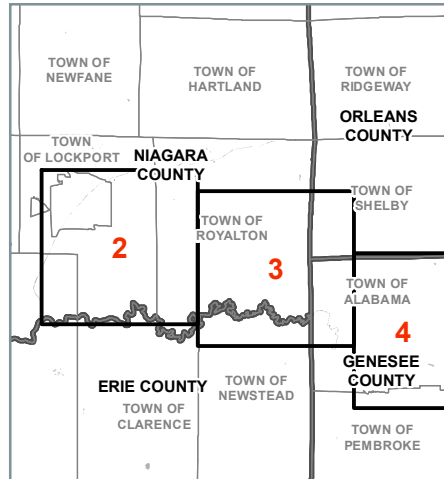 TOWN OF
NEWFANE
TOWN OF
HARTLAND
TOWN OF
RIDGEWAY
ORLEANS
COUNTY
TOWN
OF LOCKPORT
NIAGARA
COUNTY
TOWN OF
SHELBY
TOWN OF
ROYALTON
2
3
TOWN OF
ALABAMA
4
GENESEE
COUNTY
ERIE COUNTY
TOWN OF
NEWSTEAD
TOWN OF
CLARENCE
TOWN OF
PEMBROKE